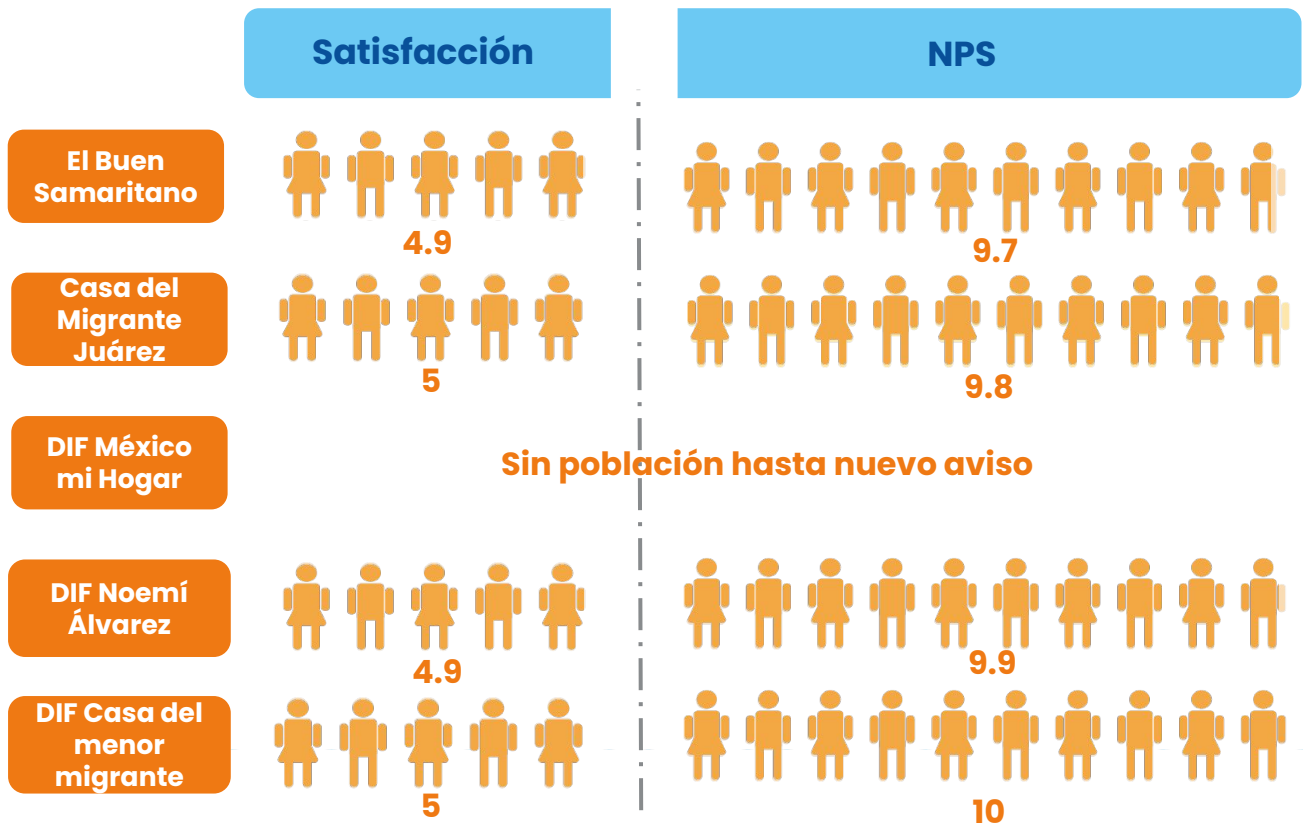 Satisfacción
NPS
El Buen
Samaritano
4.9
9.7
Casa del
Migrante
Juárez
5
9.8
DIF México
mi Hogar
Sin población hasta nuevo aviso
DIF Noemí
Álvarez
4.9
9.9
DIF Casa del
menor
migrante
5
10